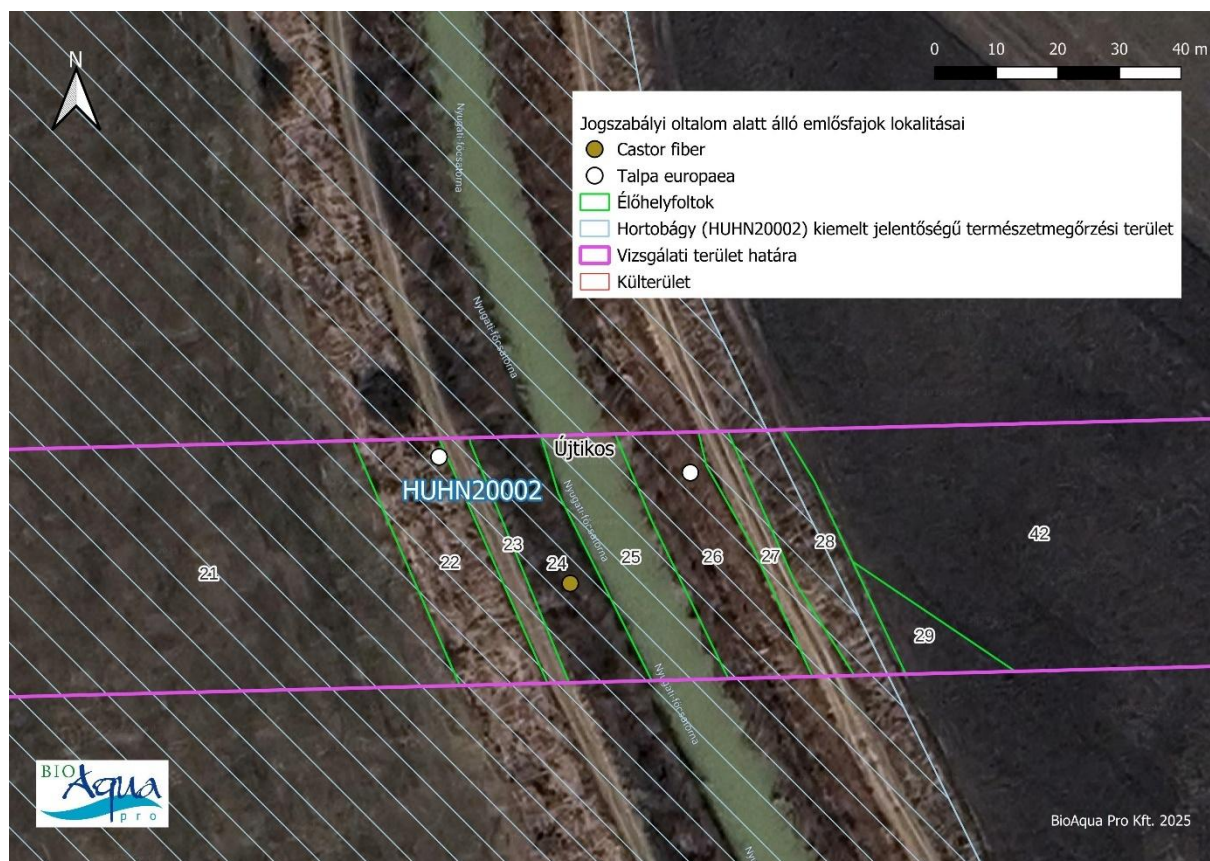 N
0 10 20 30 40 m
Jogszabályi oltalom alatt álló emlősfajok lokalitásai
Castor fiber
Talpa europaea
Élőhelyfoltok
Hortobágy (HUHN20002) kiemelt jelentőségű természetmegőrzési terület
Vizsgálati terület határa
Külterület
Nyugati-főcsatorna
Nyugati-főcsatorna
Újtikos
HUHN20002
Nyugati-főcsatorna
21
22
23
24
25
26
27
28
29
42
Nyugati-főcsatorna
BIO
Aqua
pro
BioAqua Pro Kft. 2025